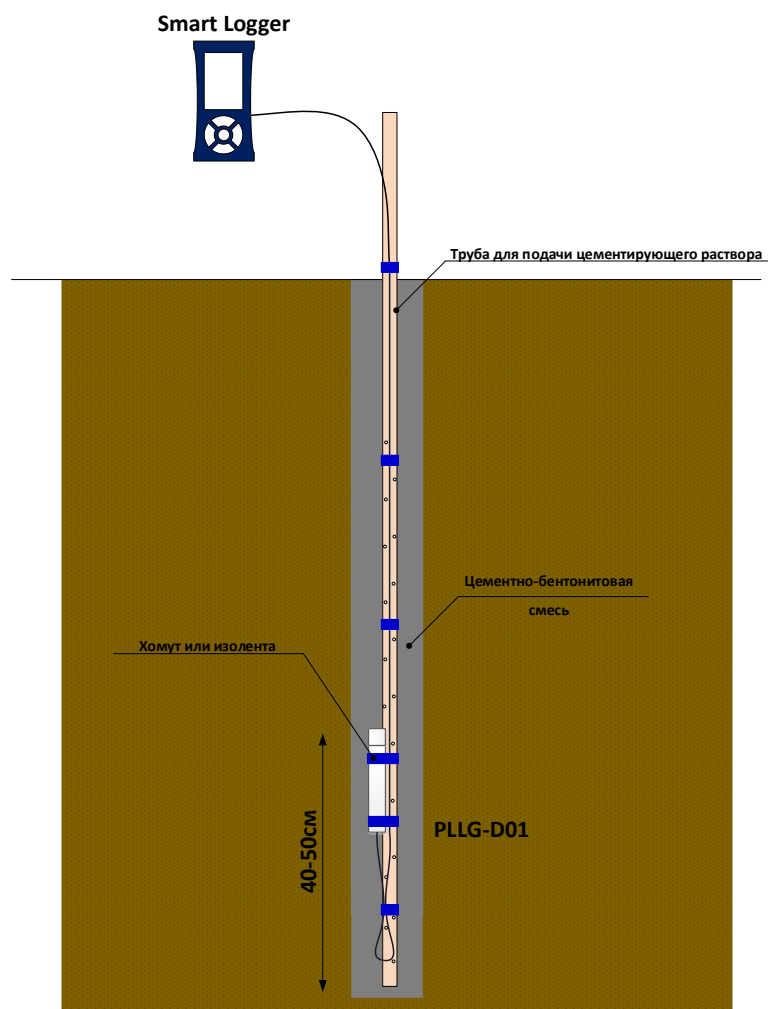 Smart Logger
Труба для подачи цементирующего раствора
Цементно-бентонитовая
смесь
Хомут или изолента
40-50см
PLLG-D01